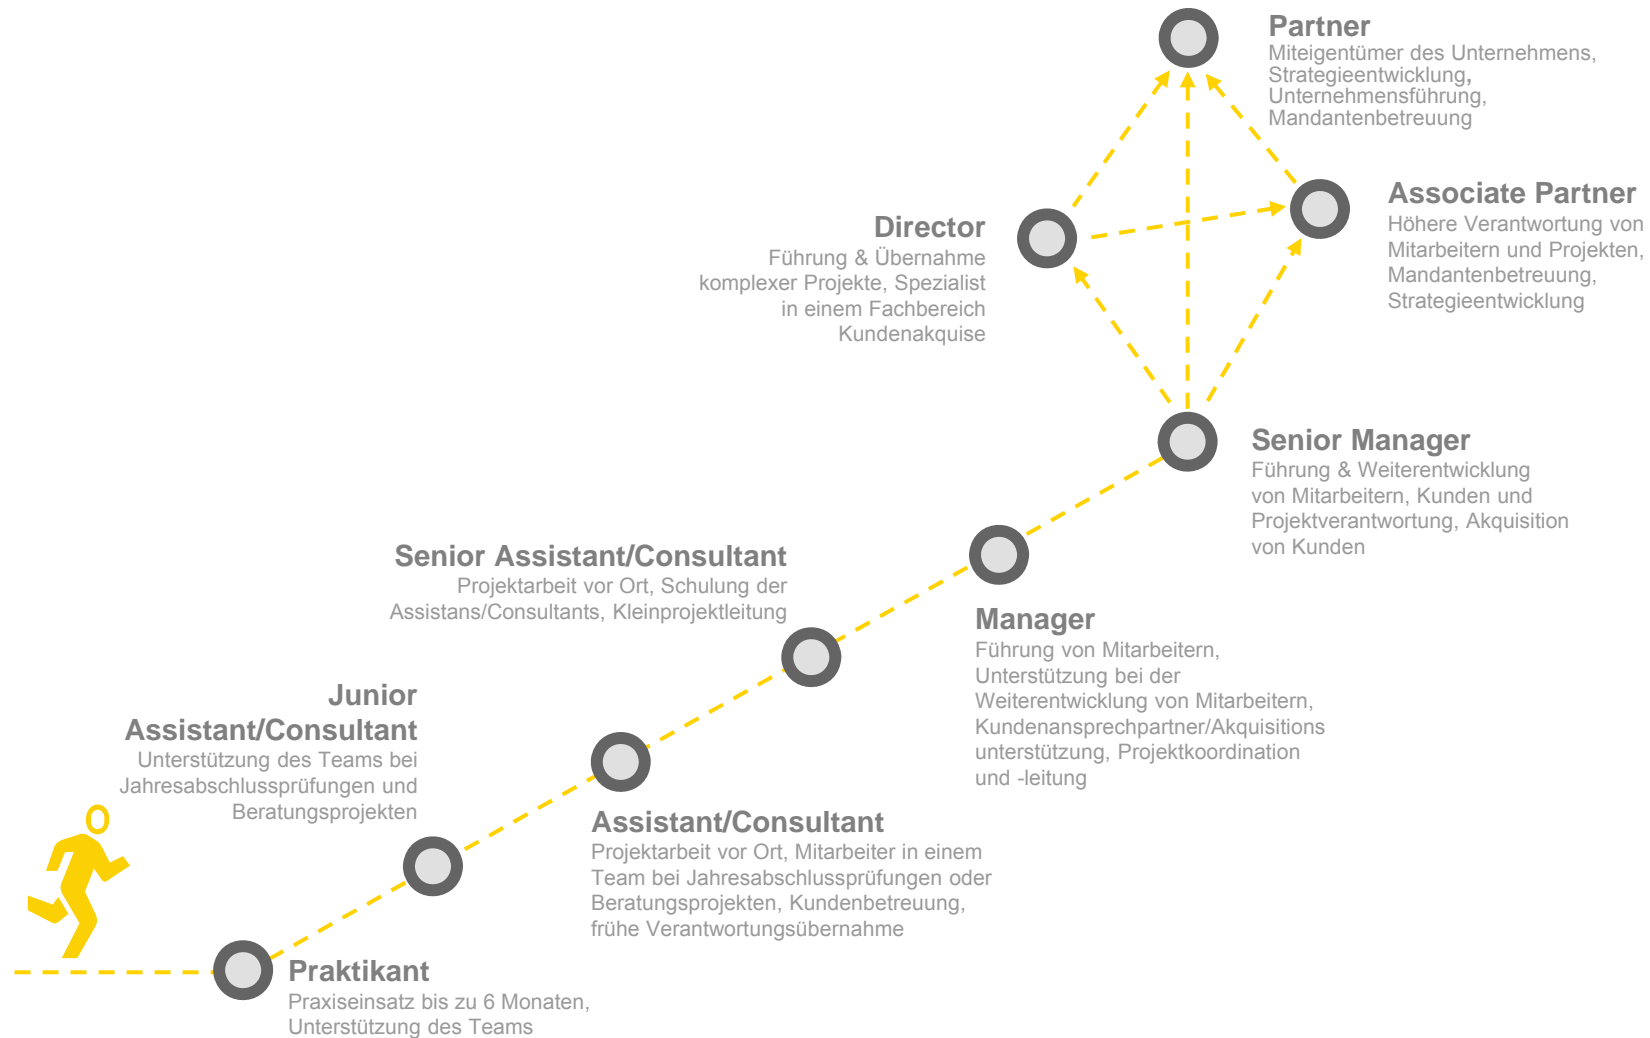 Partner
Miteigentümer des Unternehmens,
Strategieentwicklung,
Unternehmensführung,
Mandantenbetreuung
Associate Partner
Höhere Verantwortung von
Mitarbeitern und Projekten,
Mandantenbetreuung,
Strategieentwicklung
Director
Führung & Übernahme
komplexer Projekte, Spezialist
in einem Fachbereich
Kundenakquise
Senior Manager
Führung & Weiterentwicklung
von Mitarbeitern, Kunden und
Projektverantwortung, Akquisition
von Kunden
Senior Assistant/Consultant
Projektarbeit vor Ort, Schulung der
Assistans/Consultants, Kleinprojektleitung
Manager
Führung von Mitarbeitern,
Unterstützung bei der
Weiterentwicklung von Mitarbeitern,
Kundenansprechpartner/Akquisitions
unterstützung, Projektkoordination
und -leitung
Junior
Assistant/Consultant
Unterstützung des Teams bei
Jahresabschlussprüfungen und
Beratungsprojekten
Assistant/Consultant
Projektarbeit vor Ort, Mitarbeiter in einem
Team bei Jahresabschlussprüfungen oder
Beratungsprojekten, Kundenbetreuung,
frühe Verantwortungsübernahme
Praktikant
Praxiseinsatz bis zu 6 Monaten,
Unterstützung des Teams